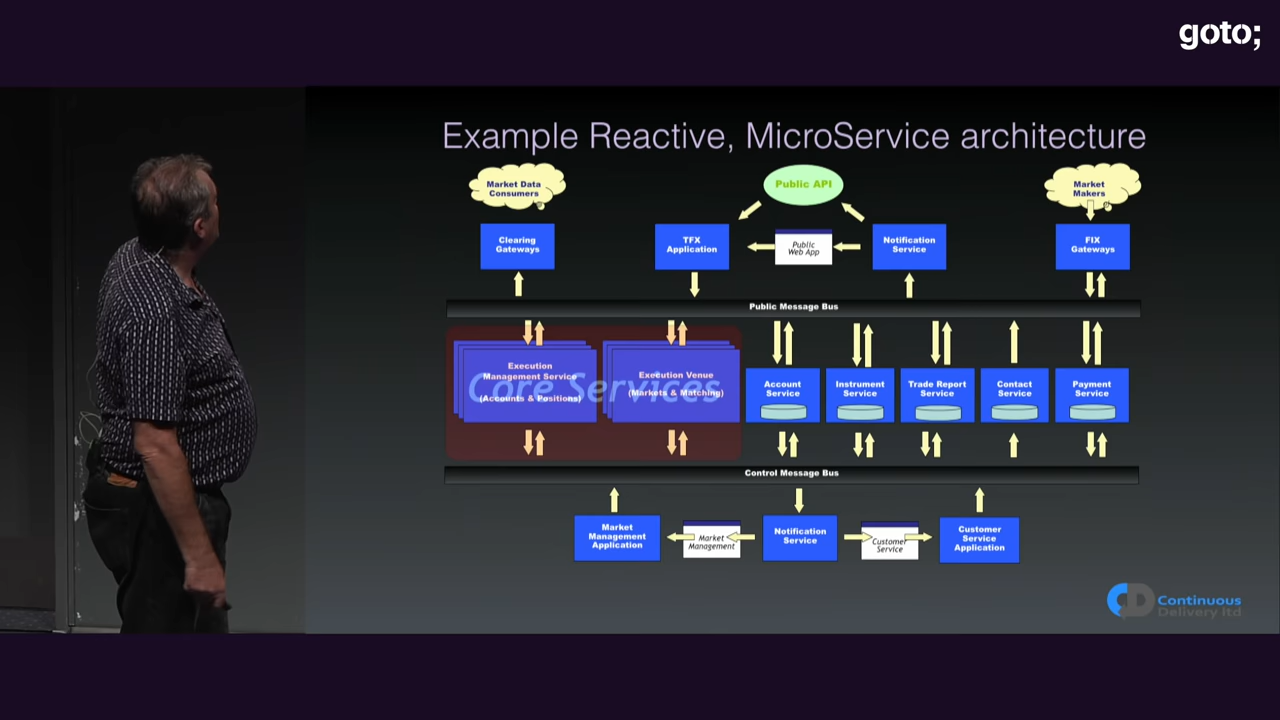 goto;
Example Reactive, MicroService architecture
Market Data
Consumers
Public API
Market
Makers
Clearing
Gateways
TFX
Application
Public
Web App
Notification
Service
FIX
Gateways
Public Message Bus
Execution
Management Service
(Accounts & Positions)
Execution Venue
(Markets & Matching)
Core Services
Account
Service
Instrument
Service
Trade Report
Service
Contact
Service
Payment
Service
Control Message Bus
Market
Management
Application
Market
Management
Notification
Service
Customer
Service
Customer
Service
Application
Continuous
Delivery ltd